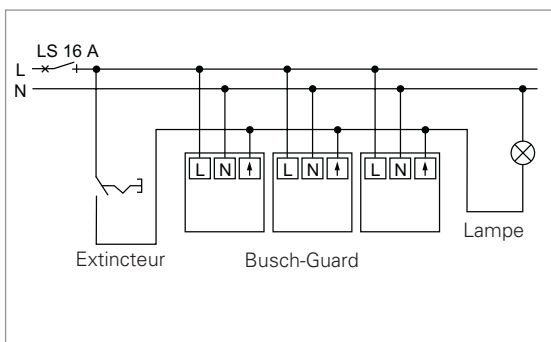 LS 16 A
L
N
L N L N L N
Extincteur Busch-Guard Lampe